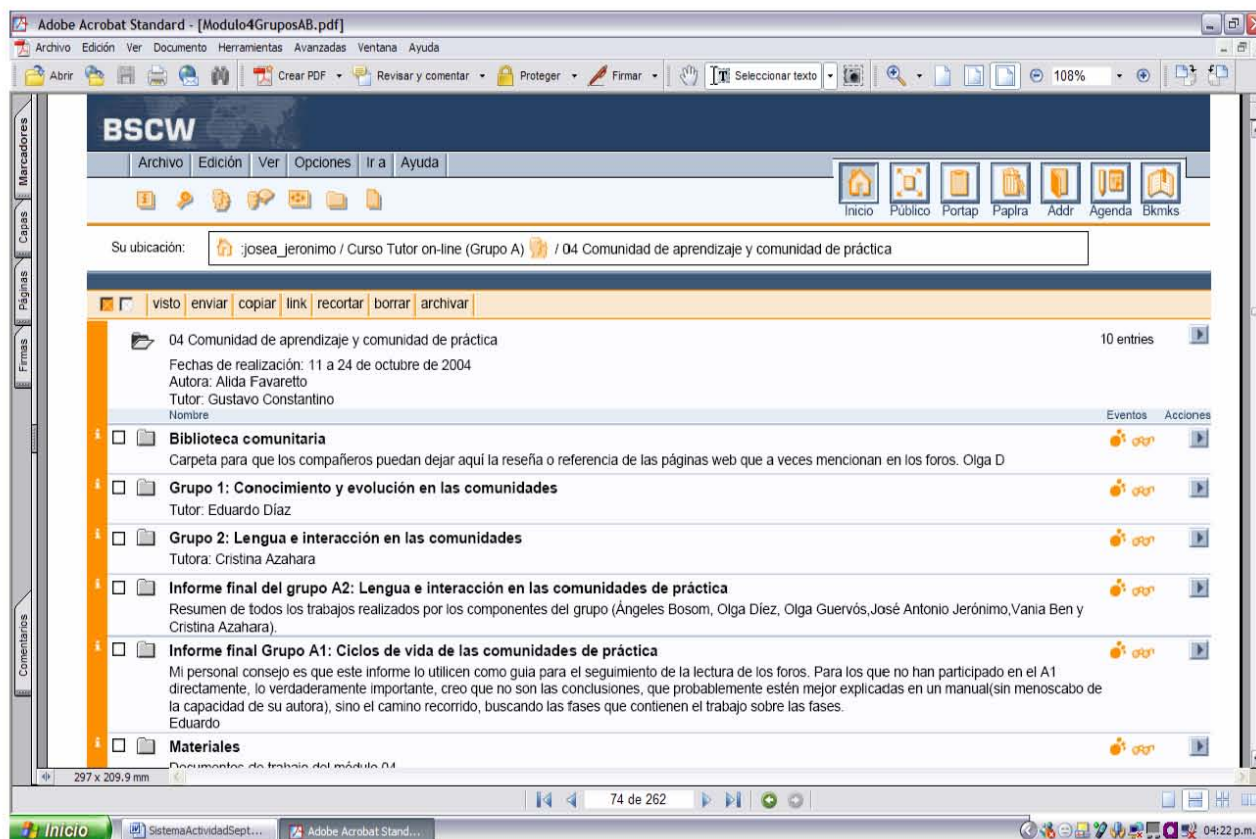 Adobe Acrobat Standard - [Modulo4GruposAB.pdf]
Archivo Edición Ver Documento Herramientas Avanzadas Ventana Ayuda
Abrir Crear PDF Revisar y comentar Proteger Firmar Seleccionar texto 108%
Marcadores
Capas
Páginas
Firmas
Comentarios
BSCW
Archivo Edición Ver Opciones Ir a Ayuda
Inicio Público Portap Paplra Addr Agenda Bkmks
Su ubicación: :josea_jeronimo / Curso Tutor on-line (Grupo A) / 04 Comunidad de aprendizaje y comunidad de práctica
visto enviar copiar link recortar borrar archivar
04 Comunidad de aprendizaje y comunidad de práctica 10 entries
Fechas de realización: 11 a 24 de octubre de 2004
Autora: Alida Favaretto
Tutor: Gustavo Constantino
Nombre Eventos Acciones
Biblioteca comunitaria
Carpeta para que los compañeros puedan dejar aquí la reseña o referencia de las páginas web que a veces mencionan en los foros. Olga D
Grupo 1: Conocimiento y evolución en las comunidades
Tutor: Eduardo Díaz
Grupo 2: Lengua e interacción en las comunidades
Tutora: Cristina Azahara
Informe final del grupo A2: Lengua e interacción en las comunidades de práctica
Resumen de todos los trabajos realizados por los componentes del grupo (Ángeles Bosom, Olga Díez, Olga Guervós,José Antonio Jerónimo,Vania Ben y
Cristina Azahara).
Informe final Grupo A1: Ciclos de vida de las comunidades de práctica
Mi personal consejo es que este informe lo utilicen como guia para el seguimiento de la lectura de los foros. Para los que no han participado en el A1
directamente, lo verdaderamente importante, creo que no son las conclusiones, que probablemente estén mejor explicadas en un manual(sin menoscabo de
la capacidad de su autora), sino el camino recorrido, buscando las fases que contienen el trabajo sobre las fases.
Eduardo
Materiales
Documentos de trabajo del módulo 04
297 x 209.9 mm
74 de 262
Inicio SistemaActividadSept... Adobe Acrobat Stand... 04:22 p.m.